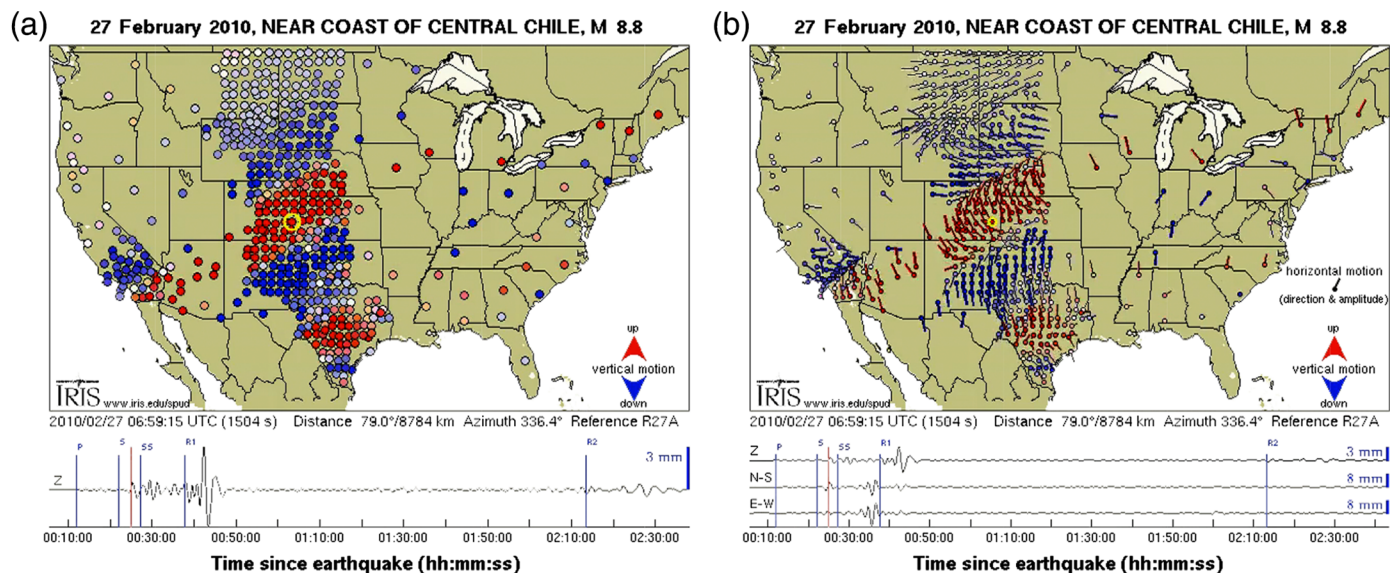 (a)
27 February 2010, NEAR COAST OF CENTRAL CHILE, M 8.8
up
vertical motion
down
IRIS www.iris.edu/spud
2010/02/27 06:59:15 UTC (1504 s) Distance 79.0°/8784 km Azimuth 336.4° Reference R27A
P S SS R1 R2
3 mm
Z
00:10:00 00:30:00 00:50:00 01:10:00 01:30:00 01:50:00 02:10:00 02:30:00
Time since earthquake (hh:mm:ss)
(b)
27 February 2010, NEAR COAST OF CENTRAL CHILE, M 8.8
horizontal motion
(direction & amplitude)
up
vertical motion
down
IRIS www.iris.edu/spud
2010/02/27 06:59:15 UTC (1504 s) Distance 79.0°/8784 km Azimuth 336.4° Reference R27A
P S SS R1 R2
Z 3 mm
N-S 8 mm
E-W 8 mm
00:10:00 00:30:00 00:50:00 01:10:00 01:30:00 01:50:00 02:10:00 02:30:00
Time since earthquake (hh:mm:ss)